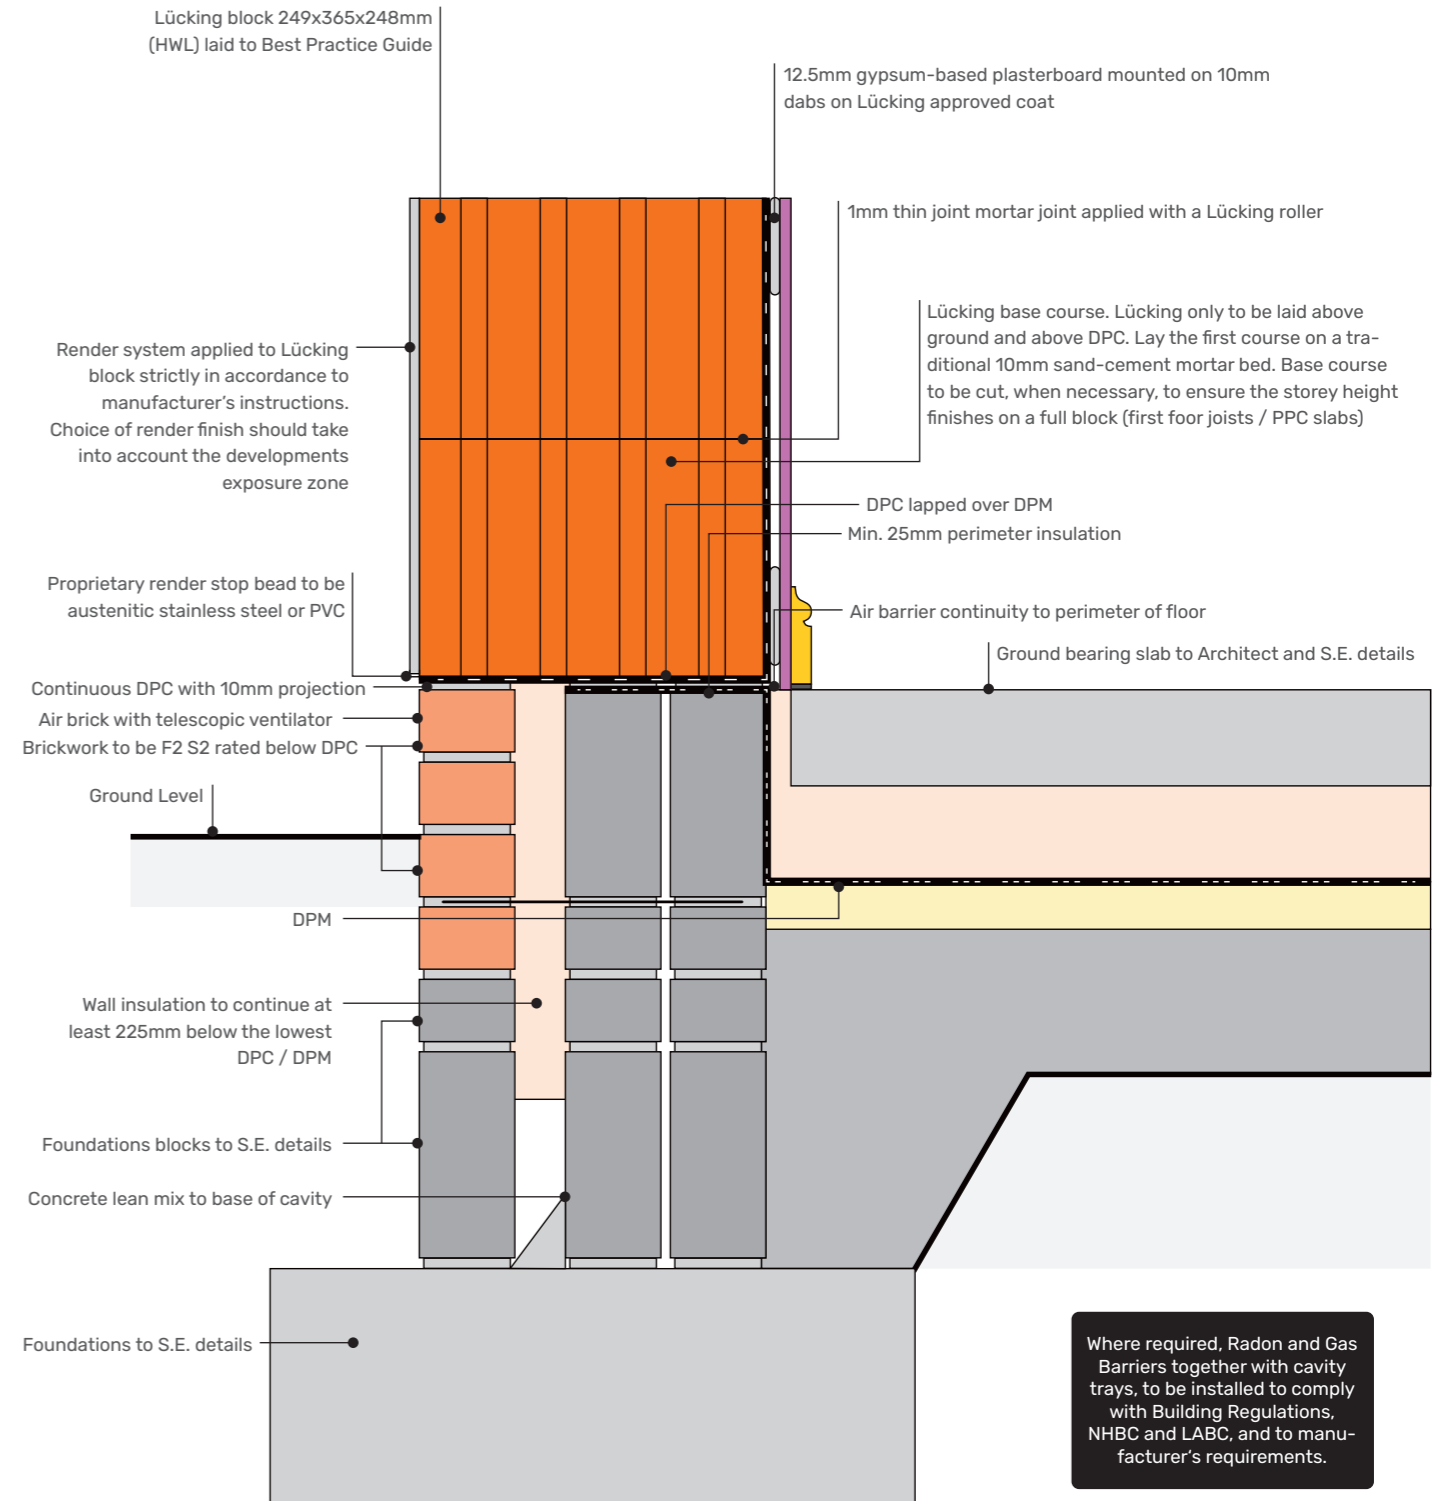 Lücking block 249x365x248mm
(HWL) laid to Best Practice Guide
12.5mm gypsum-based plasterboard mounted on 10mm
dabs on Lücking approved coat
1mm thin joint mortar joint applied with a Lücking roller
Lücking base course. Lücking only to be laid above
ground and above DPC. Lay the first course on a tra-
ditional 10mm sand-cement mortar bed. Base course
to be cut, when necessary, to ensure the storey height
finishes on a full block (first foor joists / PPC slabs)
Render system applied to Lücking
block strictly in accordance to
manufacturer's instructions.
Choice of render finish should take
into account the developments
exposure zone
DPC lapped over DPM
Min. 25mm perimeter insulation
Proprietary render stop bead to be
austenitic stainless steel or PVC
Air barrier continuity to perimeter of floor
Ground bearing slab to Architect and S.E. details
Continuous DPC with 10mm projection
Air brick with telescopic ventilator
Brickwork to be F2 S2 rated below DPC
Ground Level
DPM
Wall insulation to continue at
least 225mm below the lowest
DPC / DPM
Foundations blocks to S.E. details
Concrete lean mix to base of cavity
Foundations to S.E. details
Where required, Radon and Gas
Barriers together with cavity
trays, to be installed to comply
with Building Regulations,
NHBC and LABC, and to manu-
facturer's requirements.